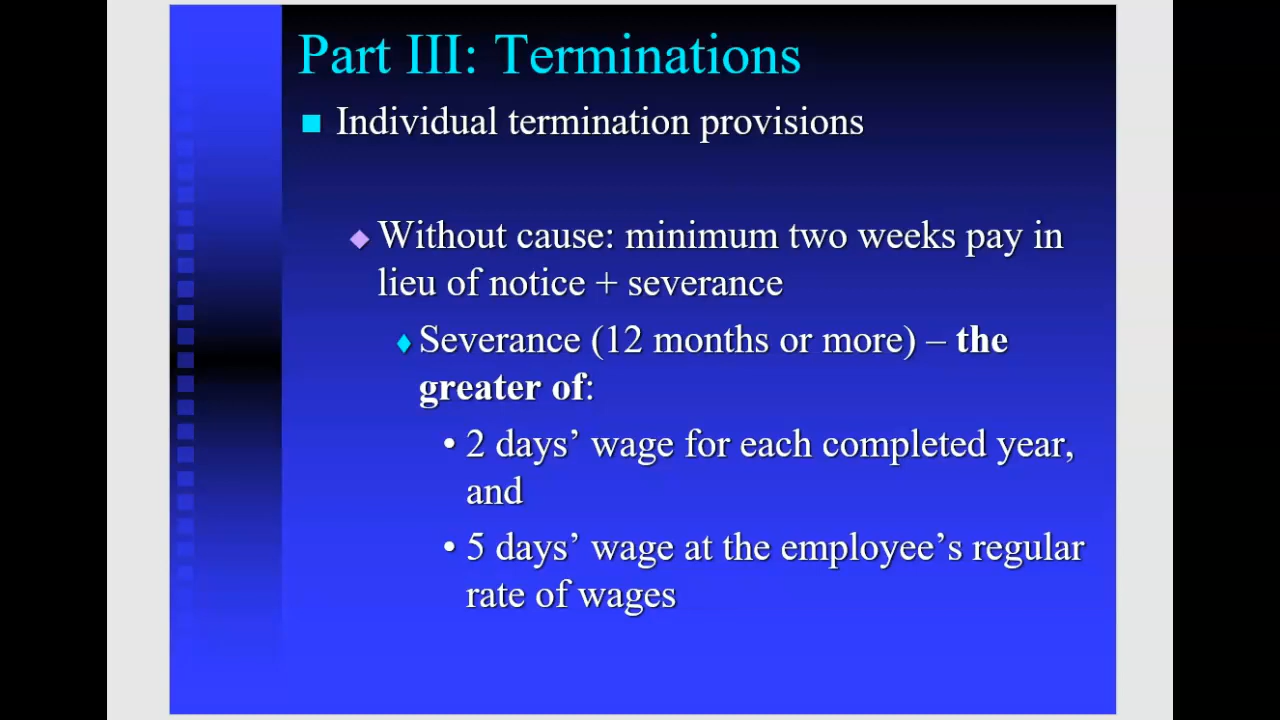 Part III: Terminations
Individual termination provisions
Without cause: minimum two weeks pay in
lieu of notice + severance
Severance (12 months or more) – the
greater of:
• 2 days’ wage for each completed year,
and
• 5 days’ wage at the employee’s regular
rate of wages